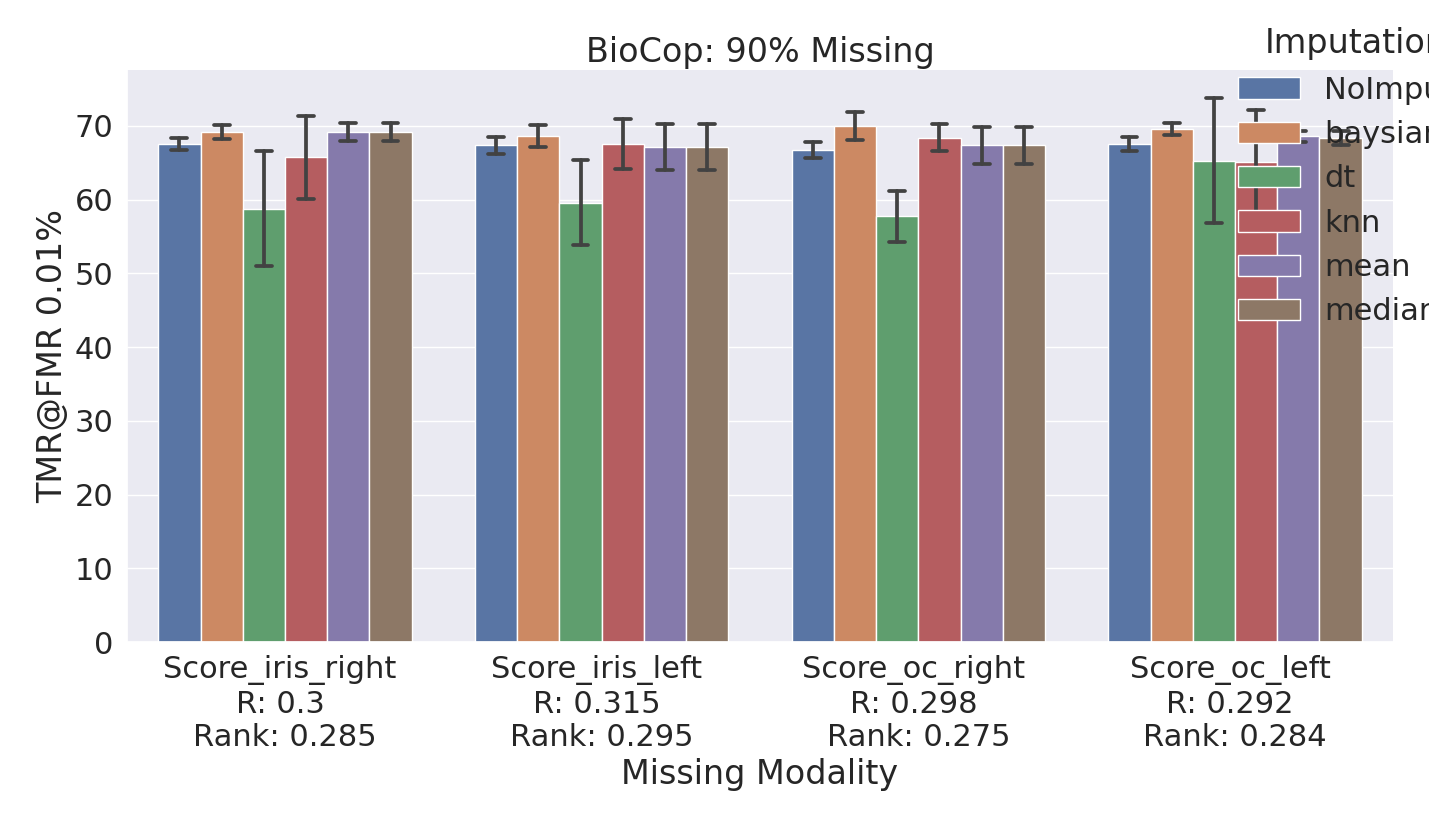 BioCop: 90% Missing
Imputation
NoImpu
baysian
dt
knn
mean
median
TMR@FMR 0.01%
70
60
50
40
30
20
10
0
Score_iris_right
R: 0.3
Rank: 0.285
Score_iris_left
R: 0.315
Rank: 0.295
Score_oc_right
R: 0.298
Rank: 0.275
Score_oc_left
R: 0.292
Rank: 0.284
Missing Modality